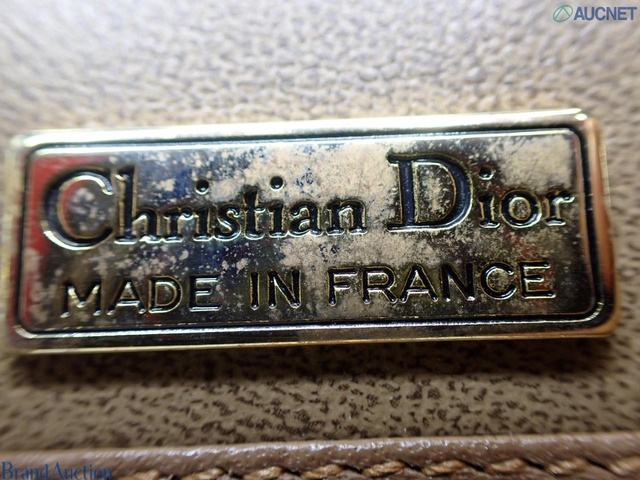 AUCNET
Christian Dior
MADE IN FRANCE
Brand Auction